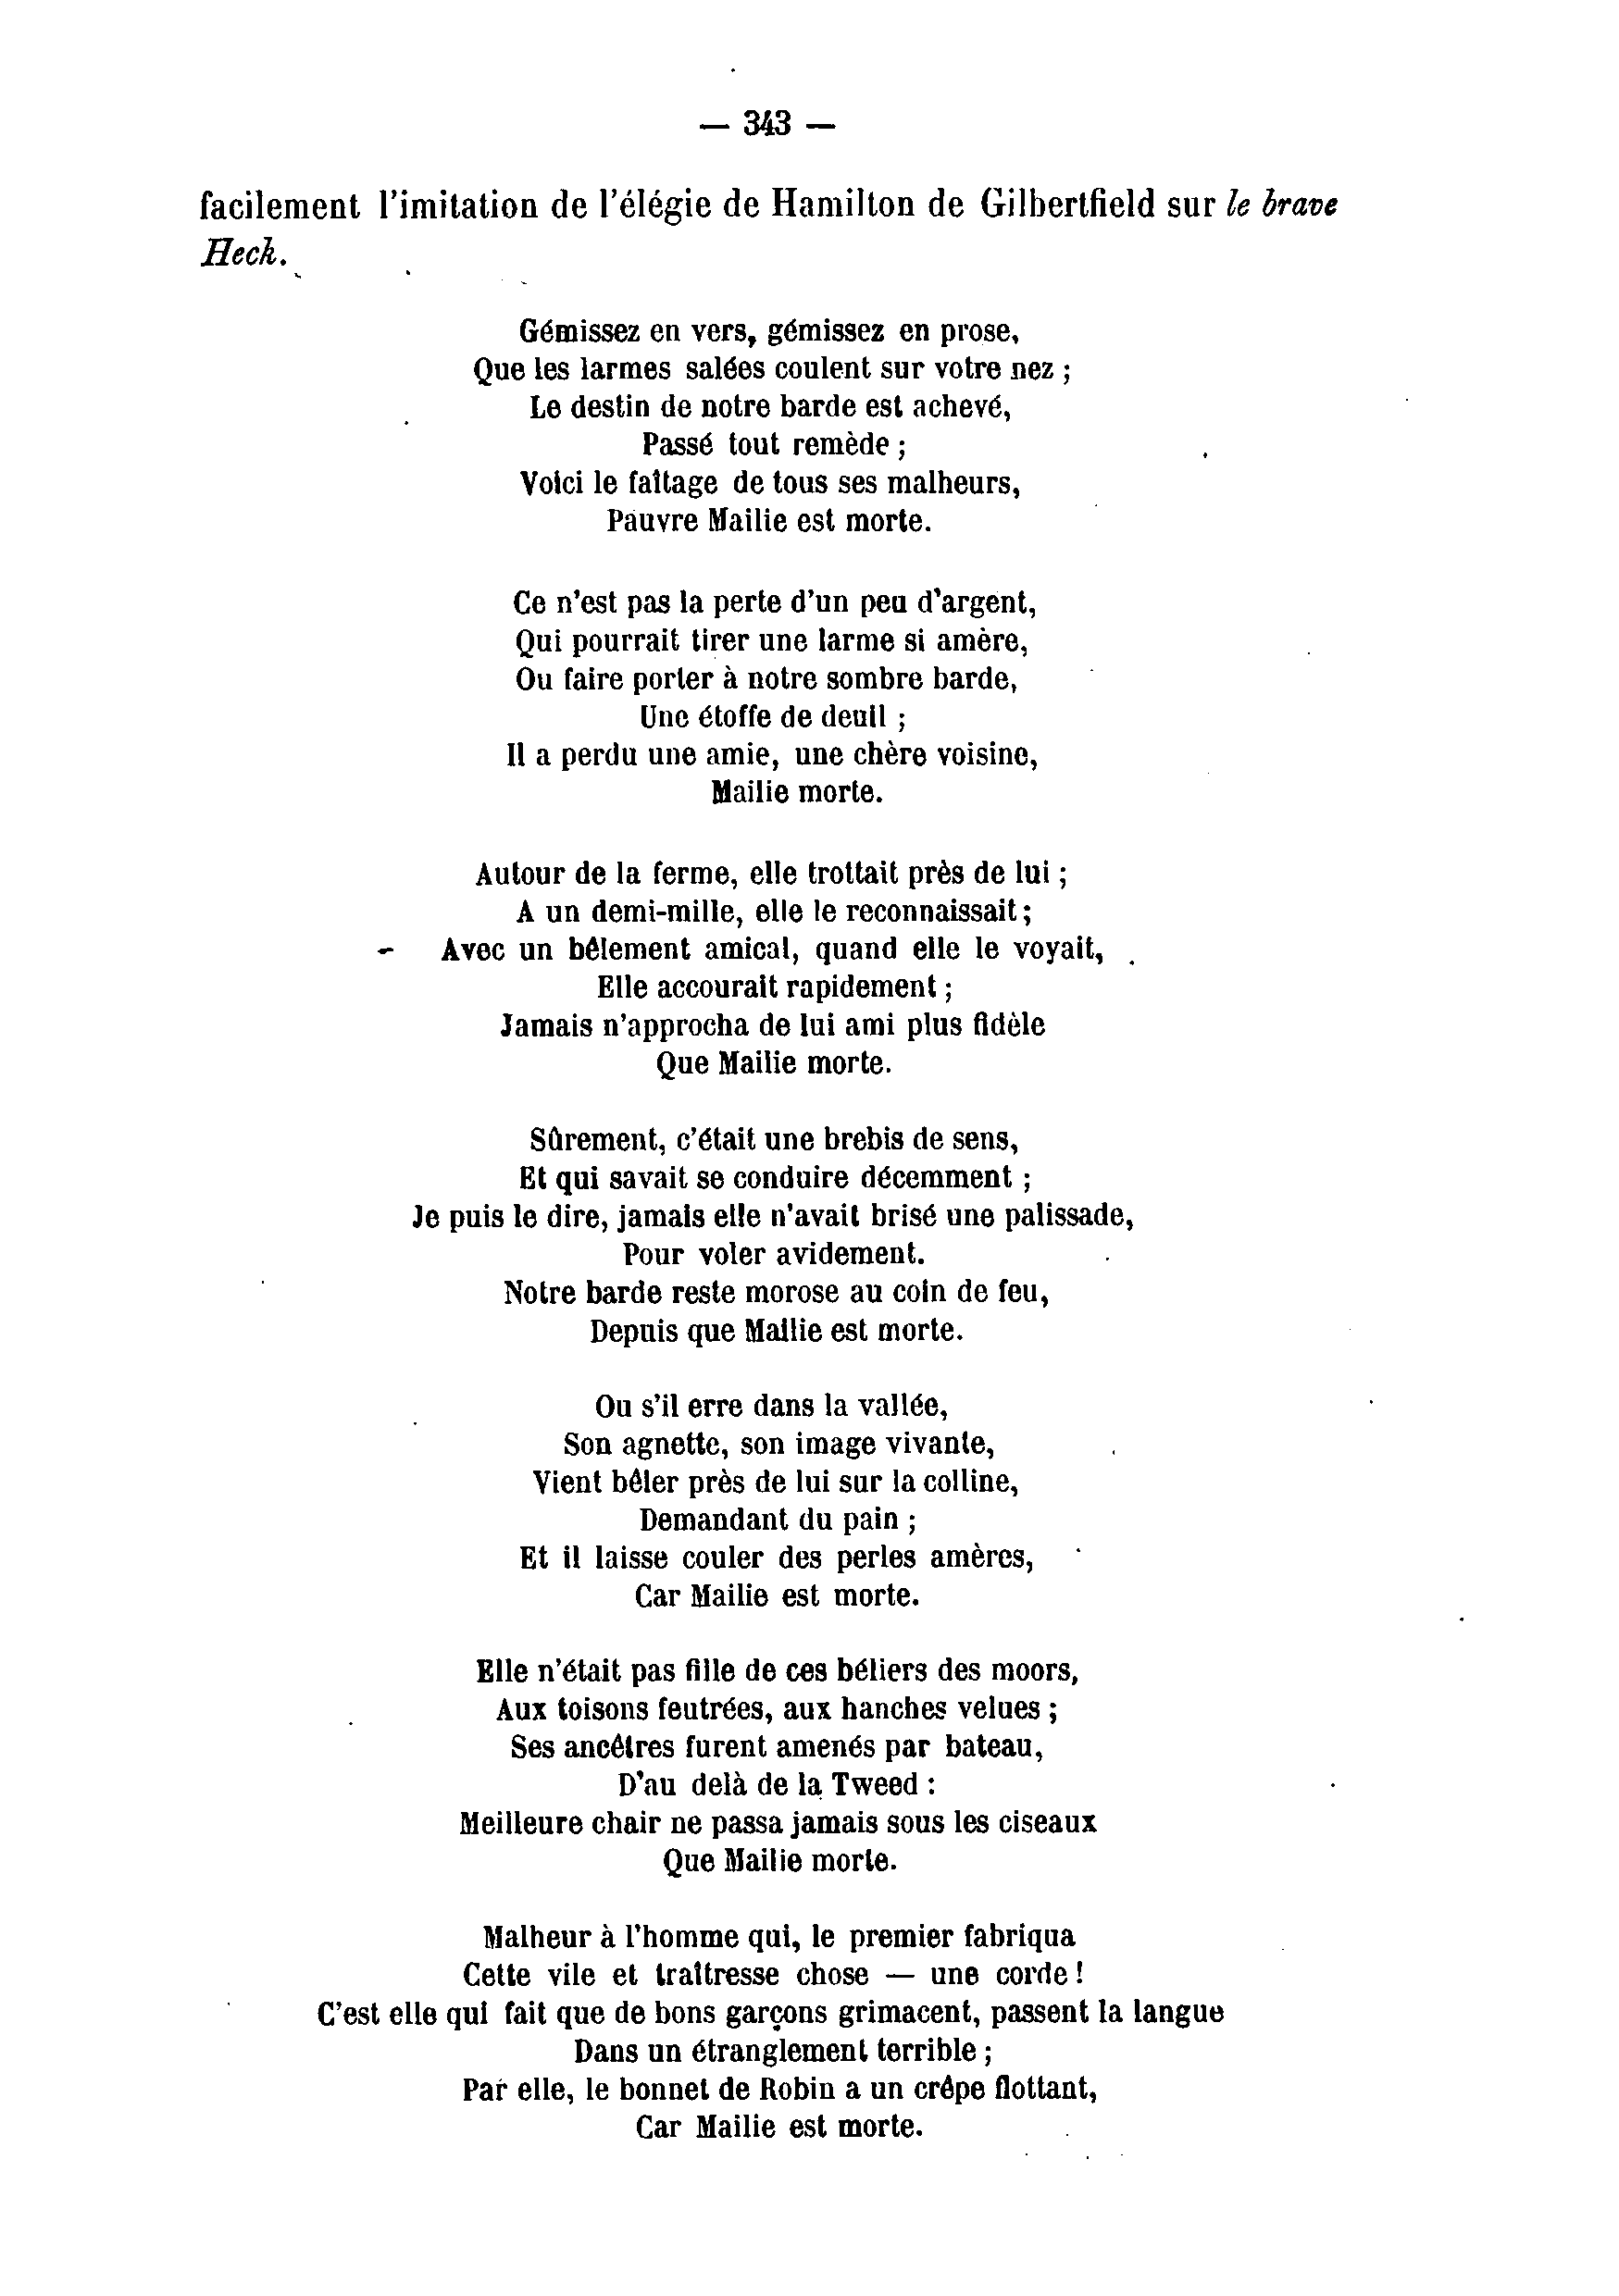 — 343 —
facilement l'imitation de l'élégie de Hamilton de Gilbertfield sur le brave
Heck.
Gémissez en vers, gémissez en prose,
Que les larmes salées coulent sur votre nez ;
Le destin de notre barde est achevé,
Passé tout remède ;
Voici le faîtage de tous ses malheurs,
Pauvre Mailie est morte.
Ce n'est pas la perte d'un peu d'argent,
Qui pourrait tirer une larme si amère,
Ou faire porter à notre sombre barde,
Une étoffe de deuil ;
Il a perdu une amie, une chère voisine,
Mailie morte.
Autour de la ferme, elle trottait près de lui ;
A un demi-mille, elle le reconnaissait ;
Avec un bêlement amical, quand elle le voyait,
Elle accourait rapidement ;
Jamais n'approcha de lui ami plus fidèle
Que Mailie morte.
Sûrement, c'était une brebis de sens,
Et qui savait se conduire décemment ;
Je puis le dire, jamais elle n'avait brisé une palissade,
Pour voler avidement.
Notre barde reste morose au coin de feu,
Depuis que Mailie est morte.
Ou s'il erre dans la vallée,
Son agnette, son image vivante,
Vient bêler près de lui sur la colline,
Demandant du pain ;
Et il laisse couler des perles amères,
Car Mailie est morte.
Elle n'était pas fille de ces béliers des moors,
Aux toisons feutrées, aux hanches velues ;
Ses ancêtres furent amenés par bateau,
D'au delà de la Tweed :
Meilleure chair ne passa jamais sous les ciseaux
Que Mailie morte.
Malheur à l'homme qui, le premier fabriqua
Cette vile et traîtresse chose — une corde !
C'est elle qui fait que de bons garçons grimacent, passent la langue
Dans un étranglement terrible ;
Par elle, le bonnet de Robin a un crêpe flottant,
Car Mailie est morte.